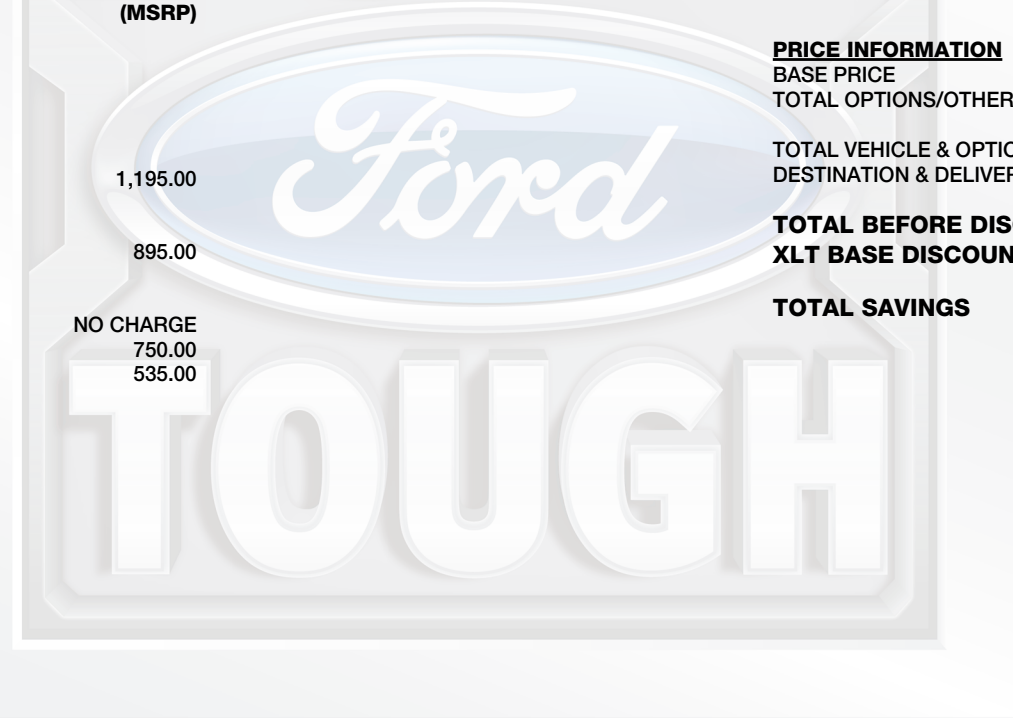 (MSRP)
1,195.00
895.00
NO CHARGE
750.00
535.00
PRICE INFORMATION
BASE PRICE
TOTAL OPTIONS/OTHER
TOTAL VEHICLE & OPTIO
DESTINATION & DELIVER
TOTAL BEFORE DIS
XLT BASE DISCOUN
TOTAL SAVINGS
Ford
TOUGH